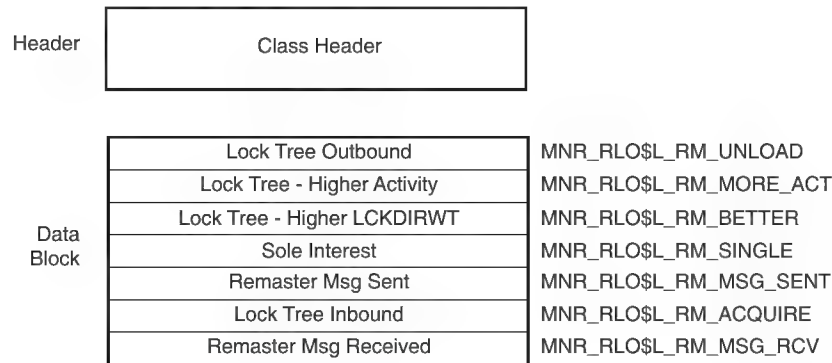 Header
Class Header
Lock Tree Outbound MNR_RLO$L_RM_UNLOAD
Lock Tree - Higher Activity MNR_RLO$L_RM_MORE_ACT
Lock Tree - Higher LCKDIRWT MNR_RLO$L_RM_BETTER
Data
Block
Sole Interest MNR_RLO$L_RM_SINGLE
Remaster Msg Sent MNR_RLO$L_RM_MSG_SENT
Lock Tree Inbound MNR_RLO$L_RM_ACQUIRE
Remaster Msg Received MNR_RLO$L_RM_MSG_RCV